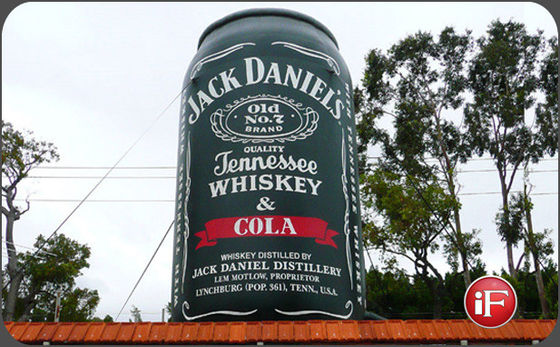 JACK DANIEL'S
Old
No. 7
BRAND
QUALITY
Tennessee
WHISKEY
&
COLA
WHISKEY DISTILLED BY
JACK DANIEL DISTILLERY
LEM MOTLOW, PROPRIETOR
LYNCHBURG (POP. 361), TENN., U.S.A.
iF